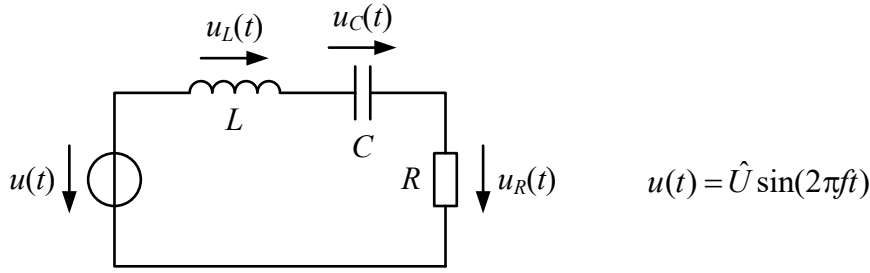 u_L(t)
u_C(t)
L
C
u(t)
R
u_R(t)
u(t) = Û sin(2πft)